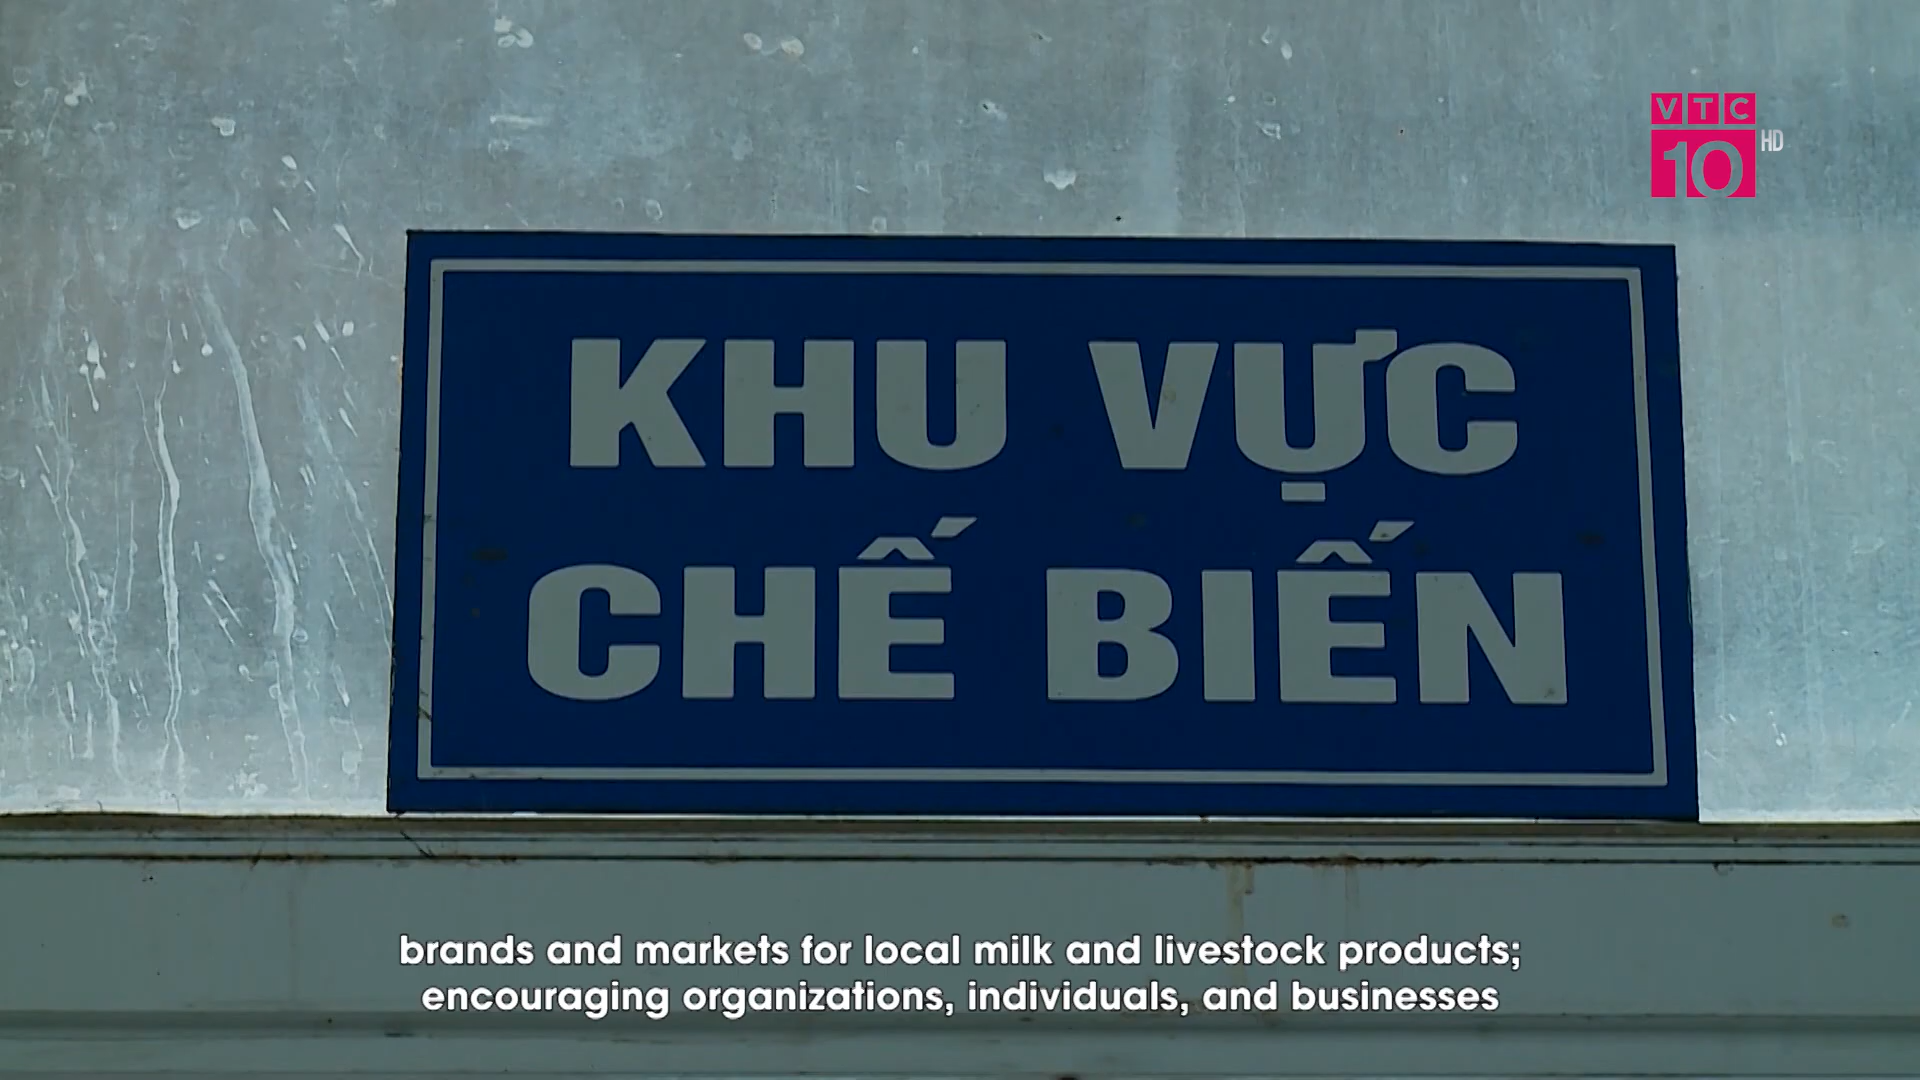 VTC
10 HD
KHU VỰC
CHẾ BIẾN
brands and markets for local milk and livestock products;
encouraging organizations, individuals, and businesses